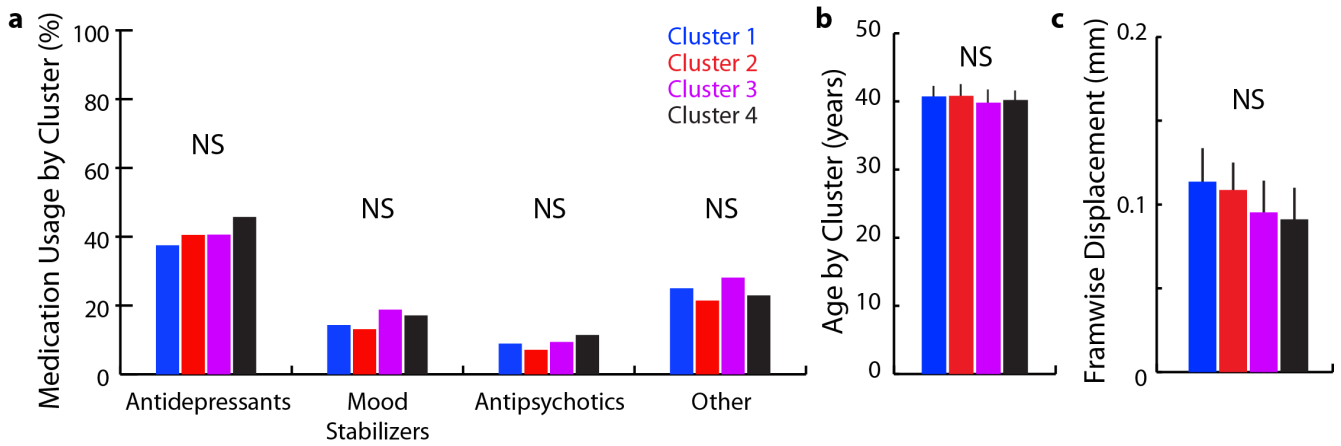 a
Medication Usage by Cluster (%)
100
80
60
40
20
0
NS
NS
NS
NS
Cluster 1
Cluster 2
Cluster 3
Cluster 4
Antidepressants
Mood
Stabilizers
Antipsychotics
Other
b
Age by Cluster (years)
50
40
30
20
10
0
NS
c
Framwise Displacement (mm)
0.2
0.1
0
NS